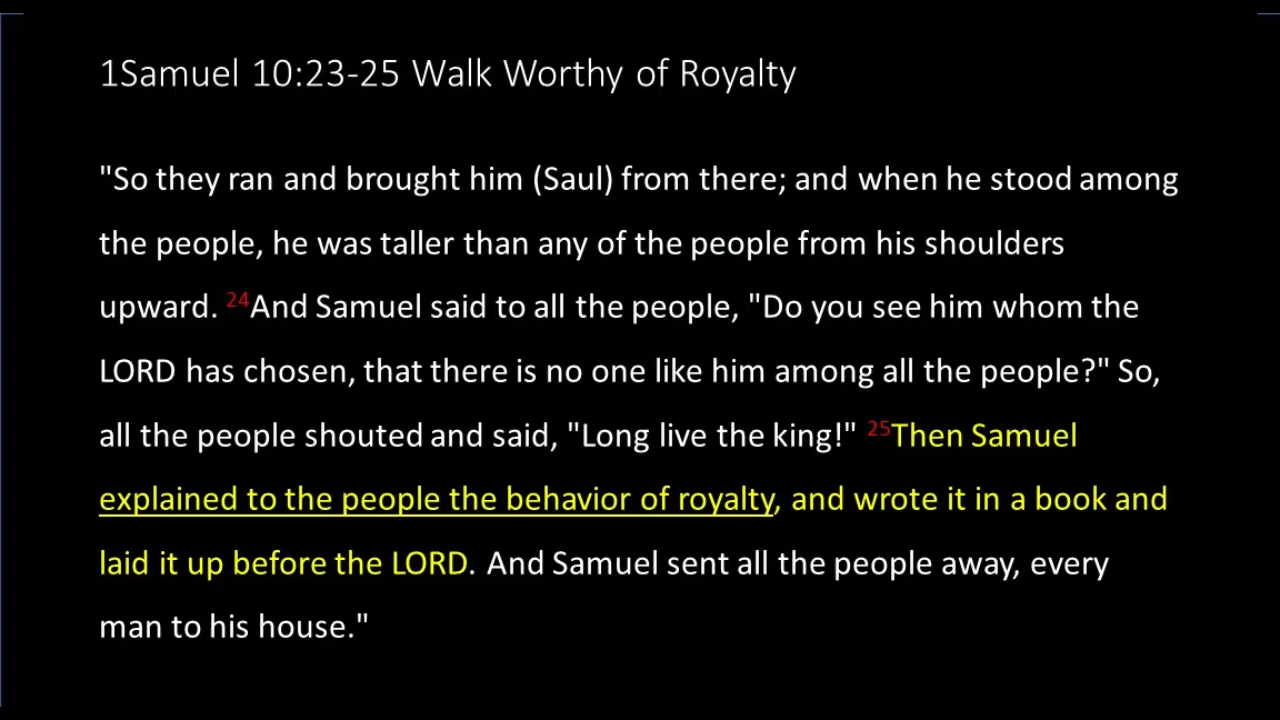 1Samuel 10:23-25 Walk Worthy of Royalty
"So they ran and brought him (Saul) from there; and when he stood among
the people, he was taller than any of the people from his shoulders
upward. 24And Samuel said to all the people, "Do you see him whom the
LORD has chosen, that there is no one like him among all the people?" So,
all the people shouted and said, "Long live the king!" 25Then Samuel
explained to the people the behavior of royalty, and wrote it in a book and
laid it up before the LORD. And Samuel sent all the people away, every
man to his house."